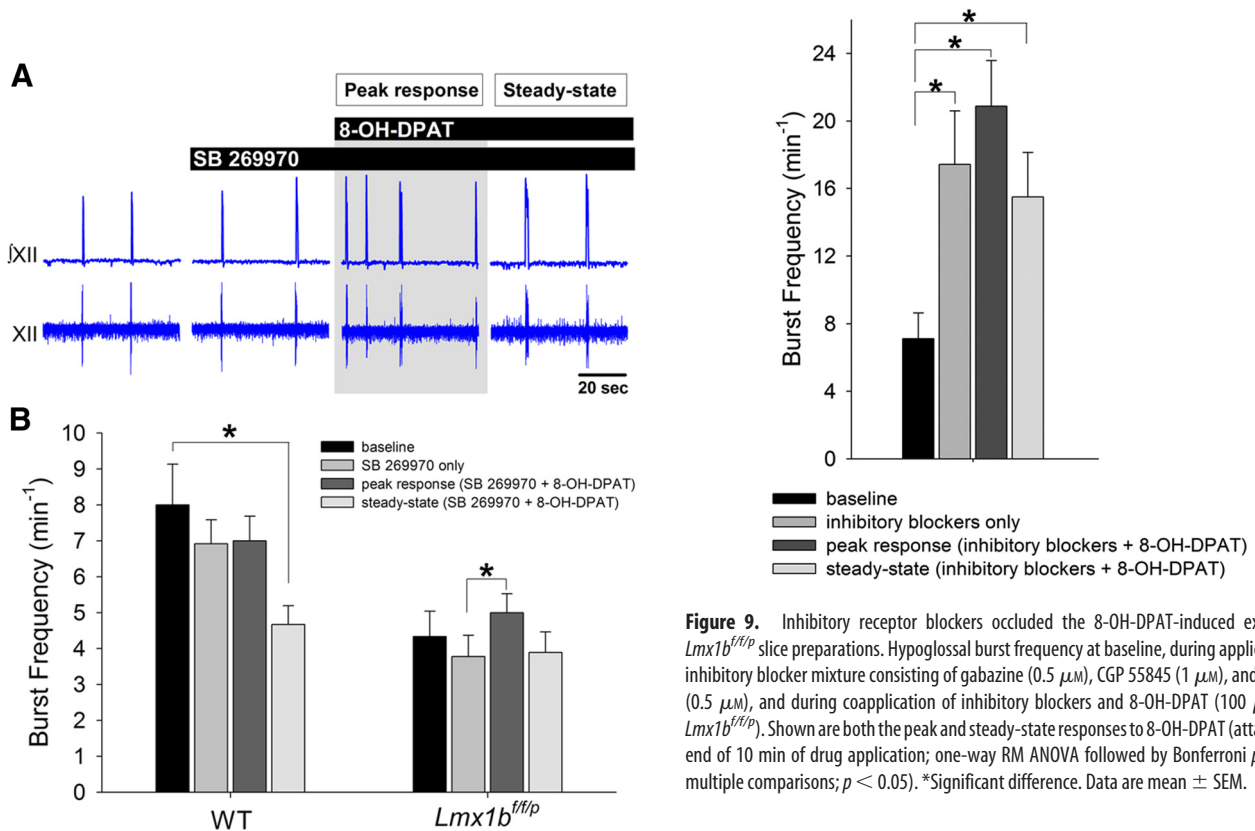 A
Peak response
Steady-state
8-OH-DPAT
SB 269970
∫XII
XII
20 sec
B
Burst Frequency (min⁻¹)
10
9
8
7
6
5
4
3
2
1
0
*
*
baseline
SB 269970 only
peak response (SB 269970 + 8-OH-DPAT)
steady-state (SB 269970 + 8-OH-DPAT)
WT
Lmx1b^f/f/p
Burst Frequency (min⁻¹)
24
20
16
12
8
4
0
*
*
*
baseline
inhibitory blockers only
peak response (inhibitory blockers + 8-OH-DPAT)
steady-state (inhibitory blockers + 8-OH-DPAT)
Figure 9. Inhibitory receptor blockers occluded the 8-OH-DPAT-induced ex
Lmx1b^f/f/p slice preparations. Hypoglossal burst frequency at baseline, during applic
inhibitory blocker mixture consisting of gabazine (0.5 μM), CGP 55845 (1 μM), and
(0.5 μM), and during coapplication of inhibitory blockers and 8-OH-DPAT (100 μ
Lmx1b^f/f/p). Shown are both the peak and steady-state responses to 8-OH-DPAT (atta
end of 10 min of drug application; one-way RM ANOVA followed by Bonferroni p
multiple comparisons; p < 0.05). *Significant difference. Data are mean ± SEM.